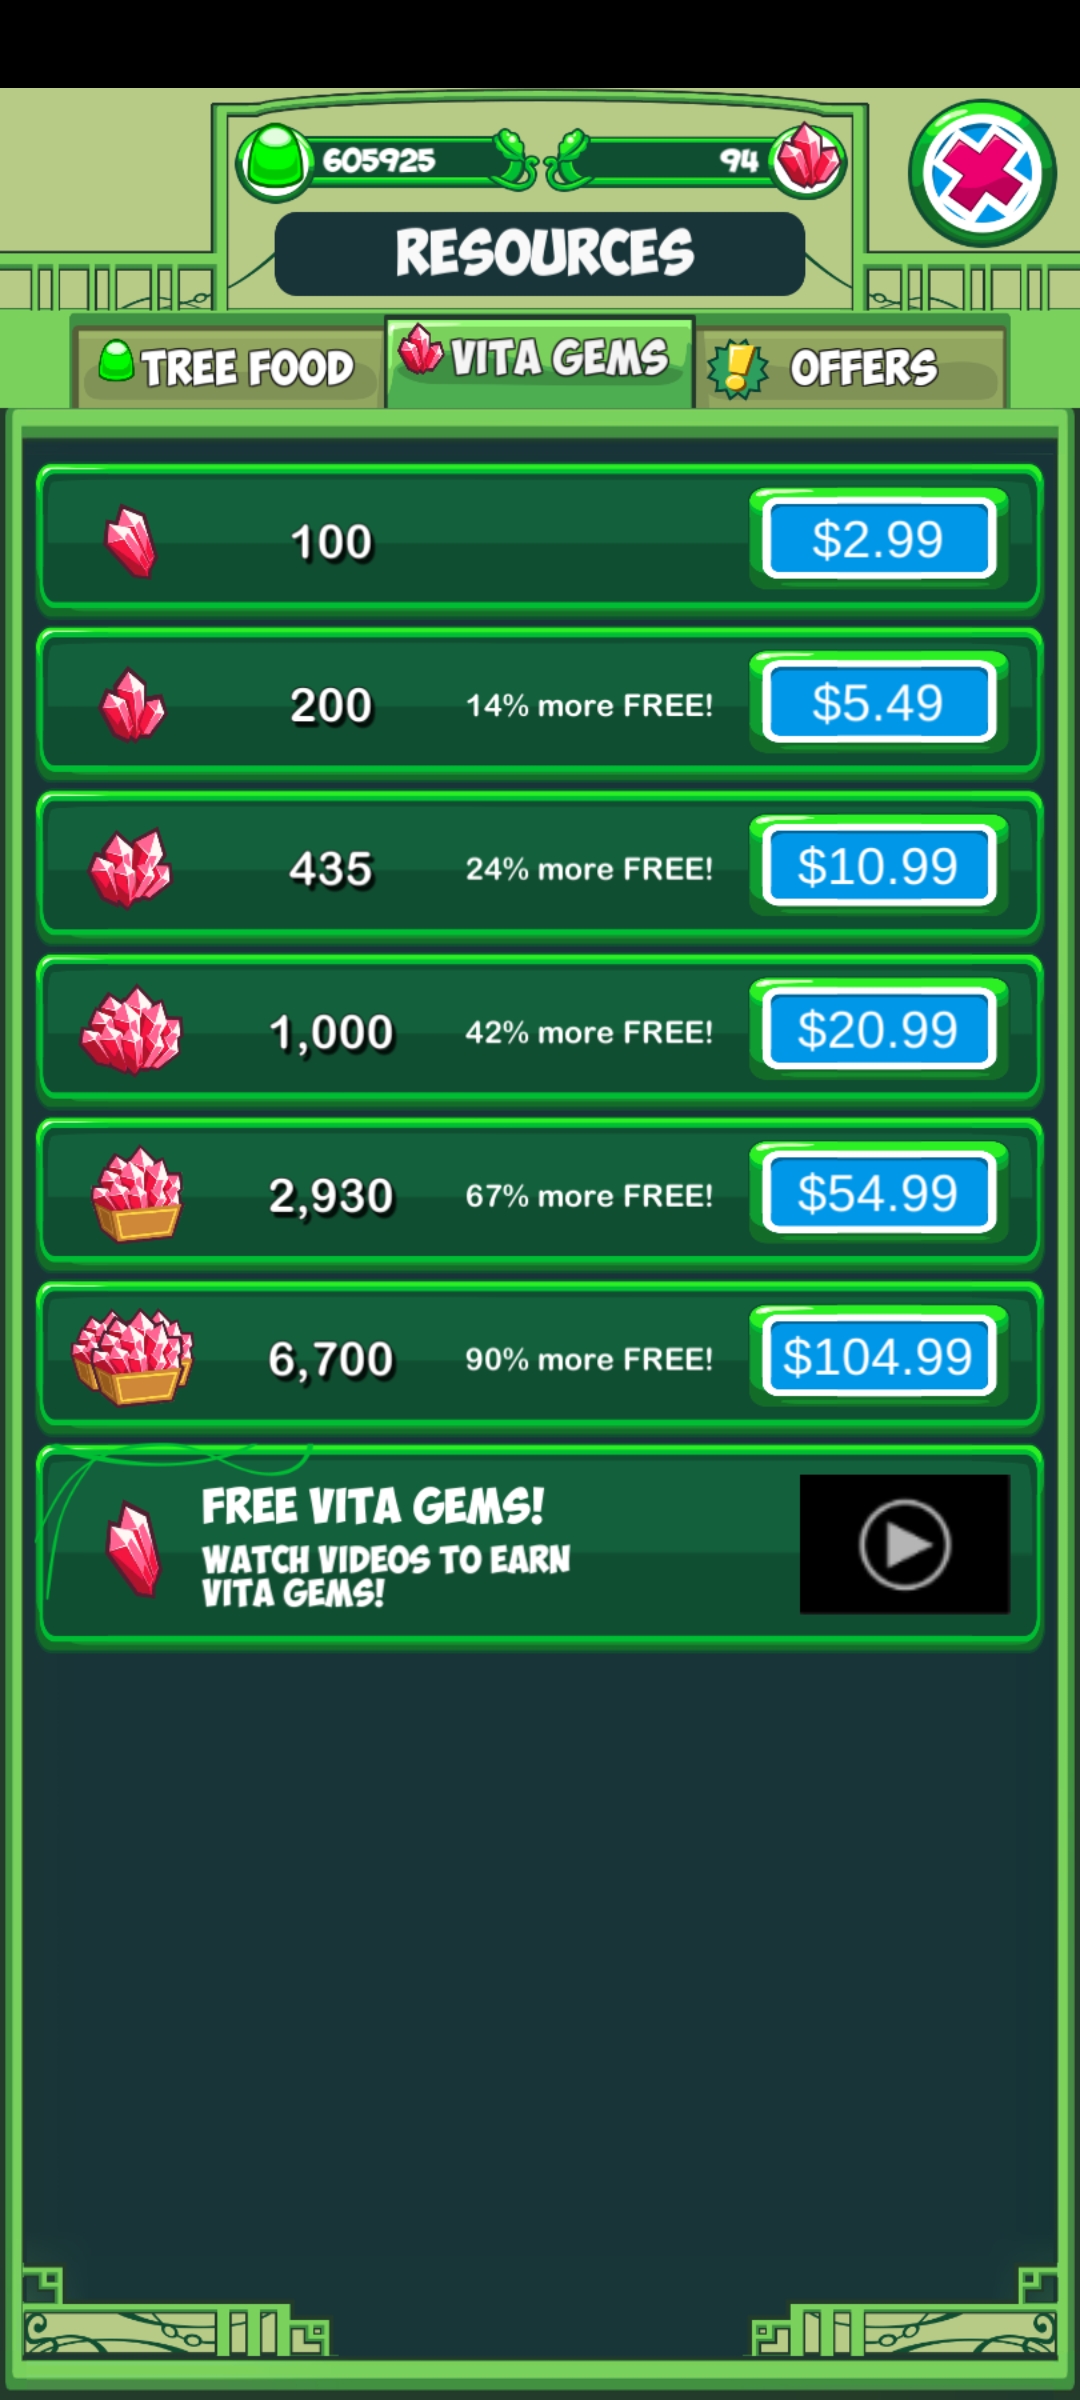 605925
94
RESOURCES
TREE FOOD
VITA GEMS
OFFERS
100
$2.99
200
14% more FREE!
$5.49
435
24% more FREE!
$10.99
1,000
42% more FREE!
$20.99
2,930
67% more FREE!
$54.99
6,700
90% more FREE!
$104.99
FREE VITA GEMS!
WATCH VIDEOS TO EARN
VITA GEMS!